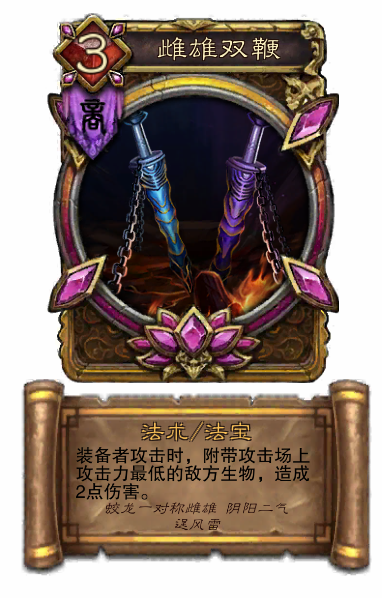 3
雌雄双鞭
商
法术/法宝
装备者攻击时，附带攻击场上
攻击力最低的敌方生物，造成
2点伤害。
蛟龙一对称雌雄 阴阳二气
逞风雷